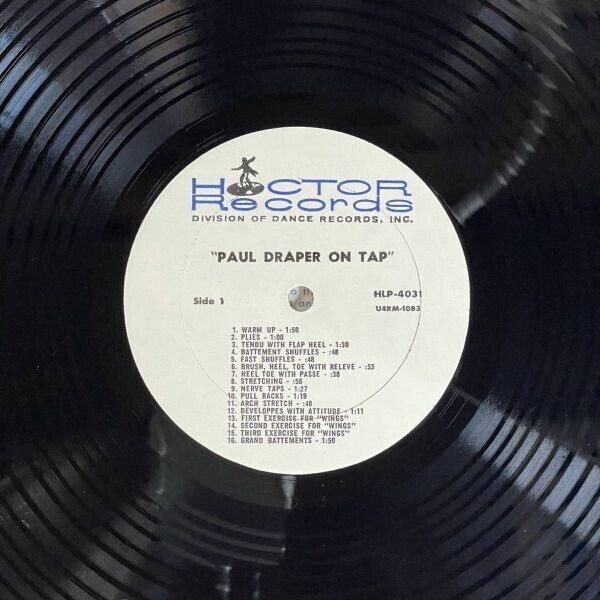 HOCTOR
Records
DIVISION OF DANCE RECORDS, INC.
"PAUL DRAPER ON TAP"
Side 1
HLP-4031
U4RM-1083
1. WARM UP - 1:50
2. PLIES - 1:00
3. TENDU WITH FLAP HEEL - 1:30
4. BATTEMENT SHUFFLES - :48
5. FAST SHUFFLES - :48
6. BRUSH, HEEL, TOE WITH RELEVE - :53
7. HEEL TOE WITH PASSE - :38
8. STRETCHING - :56
9. NERVE TAPS - 1:27
10. PULL BACKS - 1:19
11. ARCH STRETCH - :48
12. DEVELOPPES WITH ATTITUDE - 1:11
13. FIRST EXERCISE FOR "WINGS"
14. SECOND EXERCISE FOR "WINGS"
15. THIRD EXERCISE FOR "WINGS"
16. GRAND BATTEMENTS - 1:50